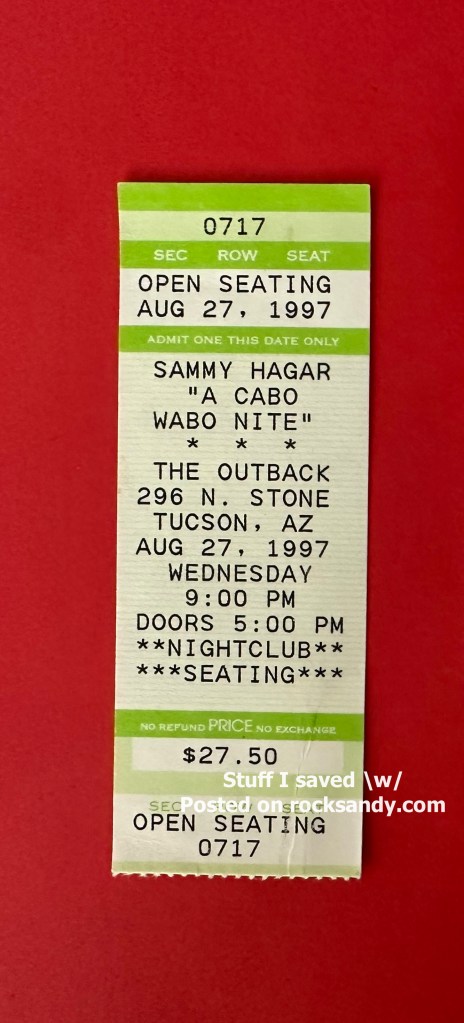 0717
SEC ROW SEAT
OPEN SEATING
AUG 27, 1997
ADMIT ONE THIS DATE ONLY
SAMMY HAGAR
"A CABO
WABO NITE"
* * *
THE OUTBACK
296 N. STONE
TUCSON, AZ
AUG 27, 1997
WEDNESDAY
9:00 PM
DOORS 5:00 PM
**NIGHTCLUB**
***SEATING***
NO REFUND PRICE NO EXCHANGE
$27.50
Stuff I saved \w/
SEC SEAT
Posted on rocksandy.com
OPEN SEATING
0717